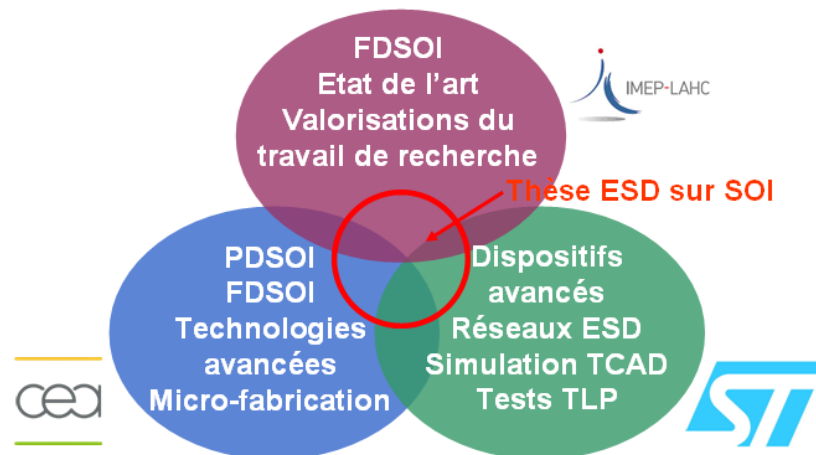 FDSOI
Etat de l'art
Valorisations du
travail de recherche
IMEP-LAHC
Thèse ESD sur SOI
PDSOI
FDSOI
Technologies
avancées
Micro-fabrication
Dispositifs
avancés
Réseaux ESD
Simulation TCAD
Tests TLP
cea
ST